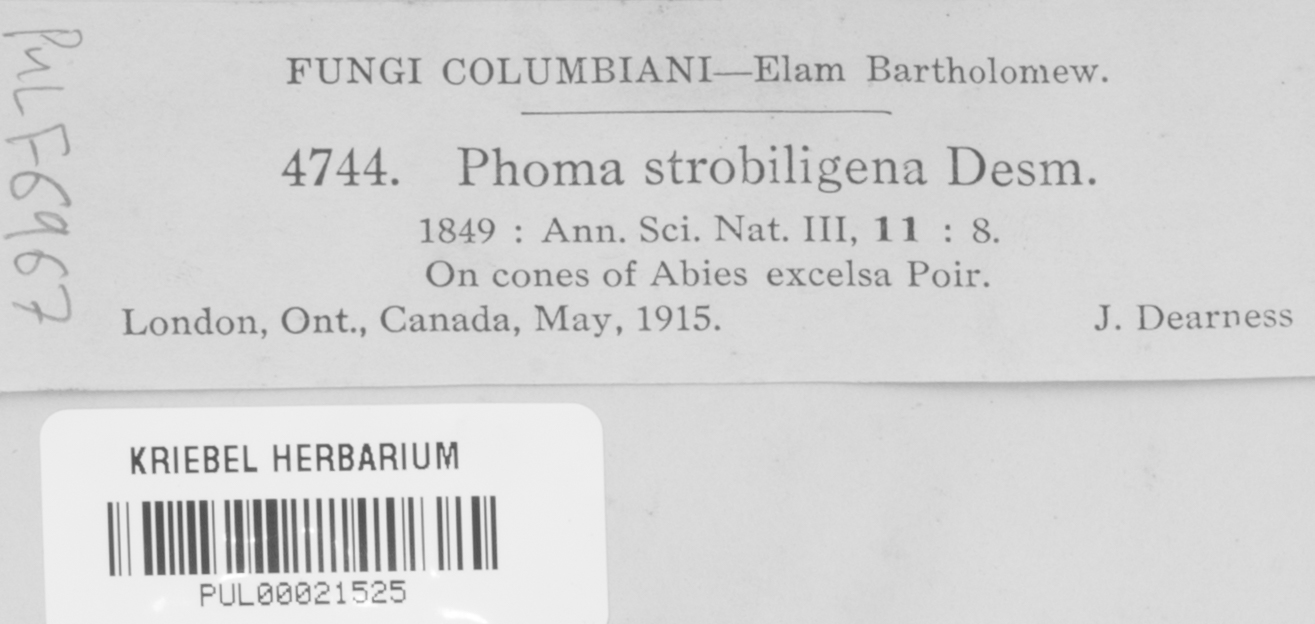 PUL F6967
FUNGI COLUMBIANI—Elam Bartholomew.
4744. Phoma strobiligena Desm.
1849 : Ann. Sci. Nat. III, 11 : 8.
On cones of Abies excelsa Poir.
London, Ont., Canada, May, 1915. J. Dearness
KRIEBEL HERBARIUM
PUL00021525